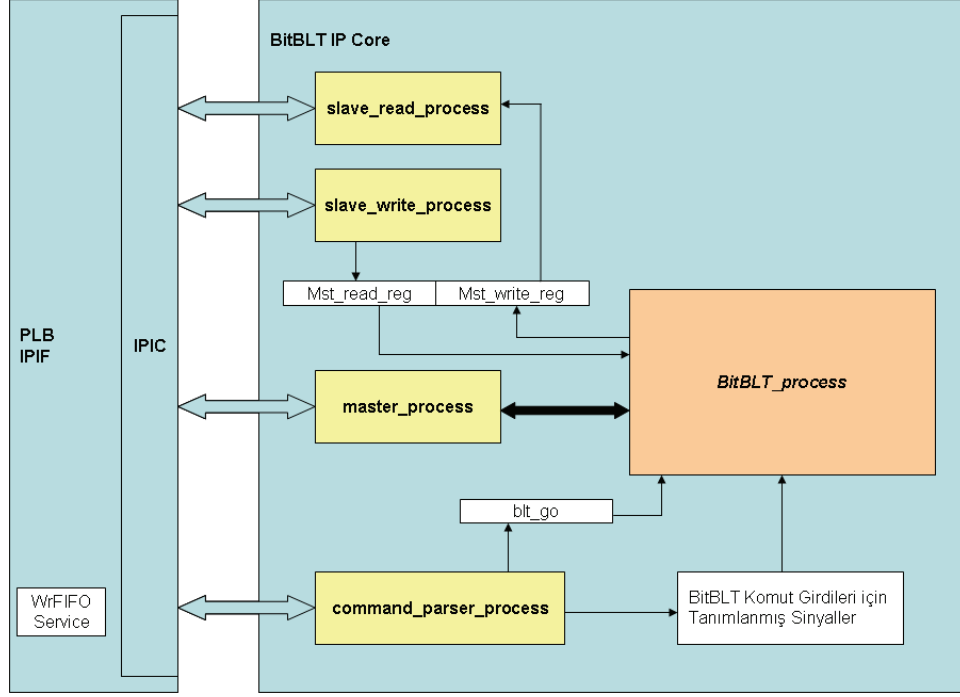 BitBLT IP Core
slave_read_process
slave_write_process
Mst_read_reg
Mst_write_reg
PLB
IPIF
IPIC
BitBLT_process
master_process
blt_go
command_parser_process
BitBLT Komut Girdileri için
Tanımlanmış Sinyaller
WrFIFO
Service